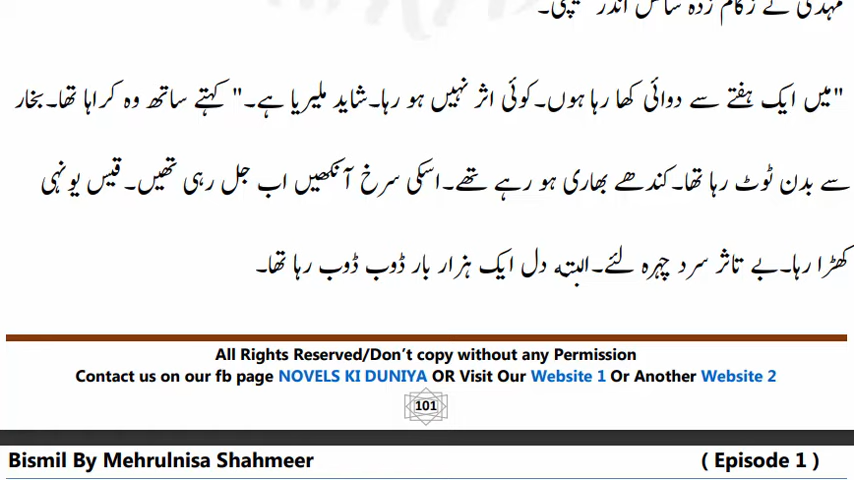 مہدی نے زکام زدہ سانس اندر کھینچی۔
"میں ایک ہفتے سے دوائی کھا رہا ہوں۔کوئی اثر نہیں ہو رہا۔شاید ملیریا ہے۔" کہتے ساتھ وہ کراہا تھا۔بخار
سے بدن ٹوٹ رہا تھا۔کندھے بھاری ہو رہے تھے۔اسکی سرخ آنکھیں اب جل رہی تھیں۔ قیس یونہی
کھڑا رہا۔بے تاثر سرد چہرہ لئے۔البتہ دل ایک ہزار بار ڈوب ڈوب رہا تھا۔
All Rights Reserved/Don’t copy without any Permission
Contact us on our fb page NOVELS KI DUNIYA OR Visit Our Website 1 Or Another Website 2
101
Bismil By Mehrulnisa Shahmeer ( Episode 1 )